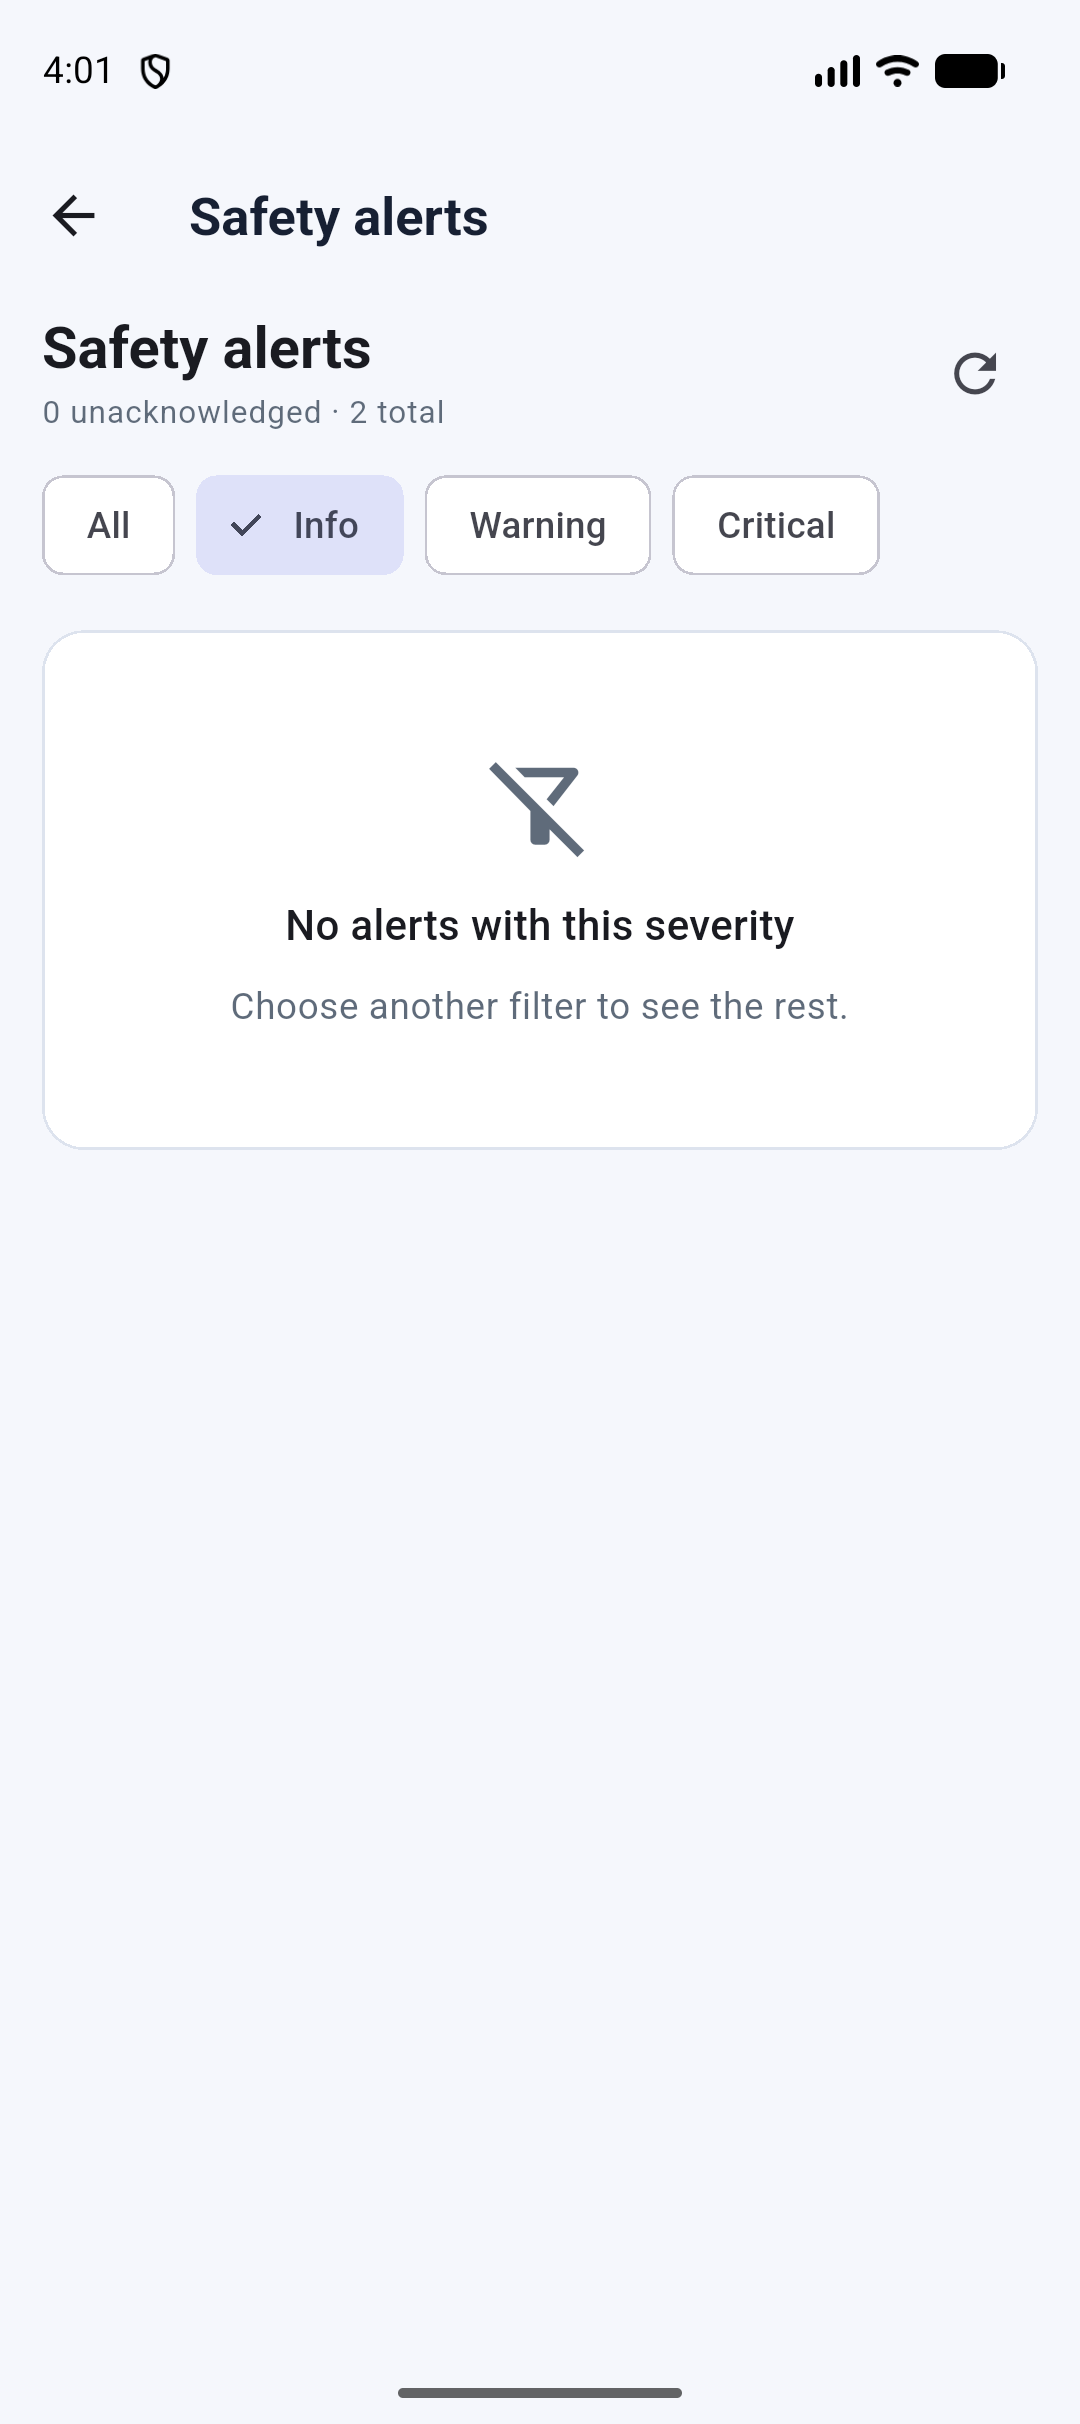 4:01
Safety alerts
Safety alerts
0 unacknowledged · 2 total
All
Info
Warning
Critical
No alerts with this severity
Choose another filter to see the rest.